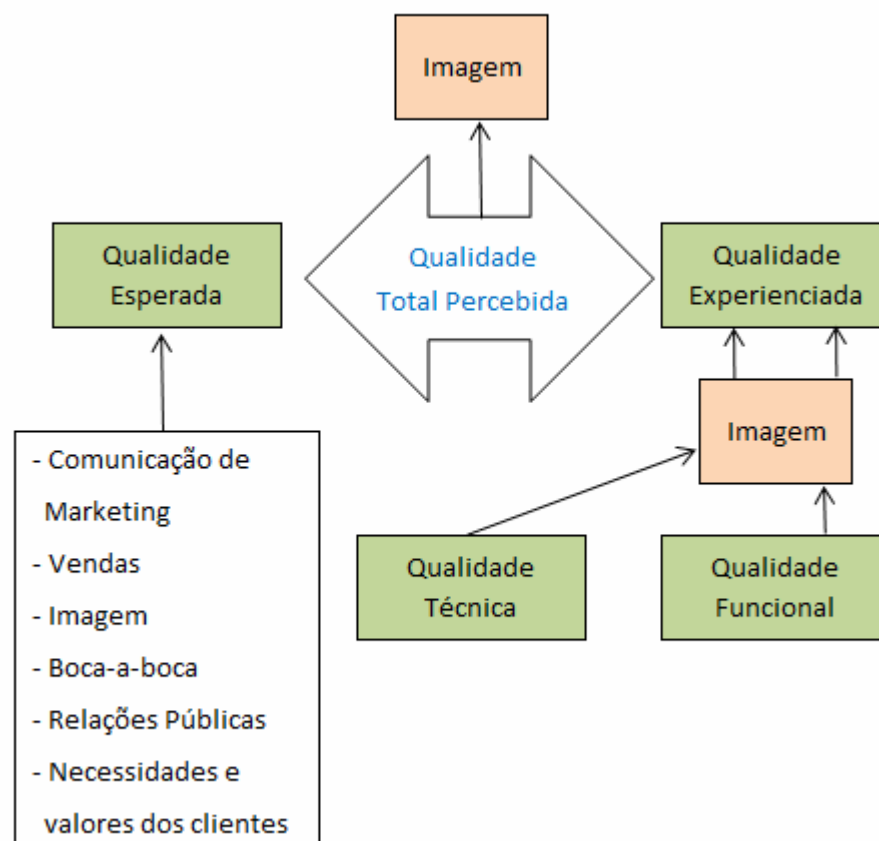 Imagem
Qualidade
Esperada
Qualidade
Total Percebida
Qualidade
Experienciada
Imagem
- Comunicação de
Marketing
- Vendas
- Imagem
- Boca-a-boca
- Relações Públicas
- Necessidades e
valores dos clientes
Qualidade
Técnica
Qualidade
Funcional